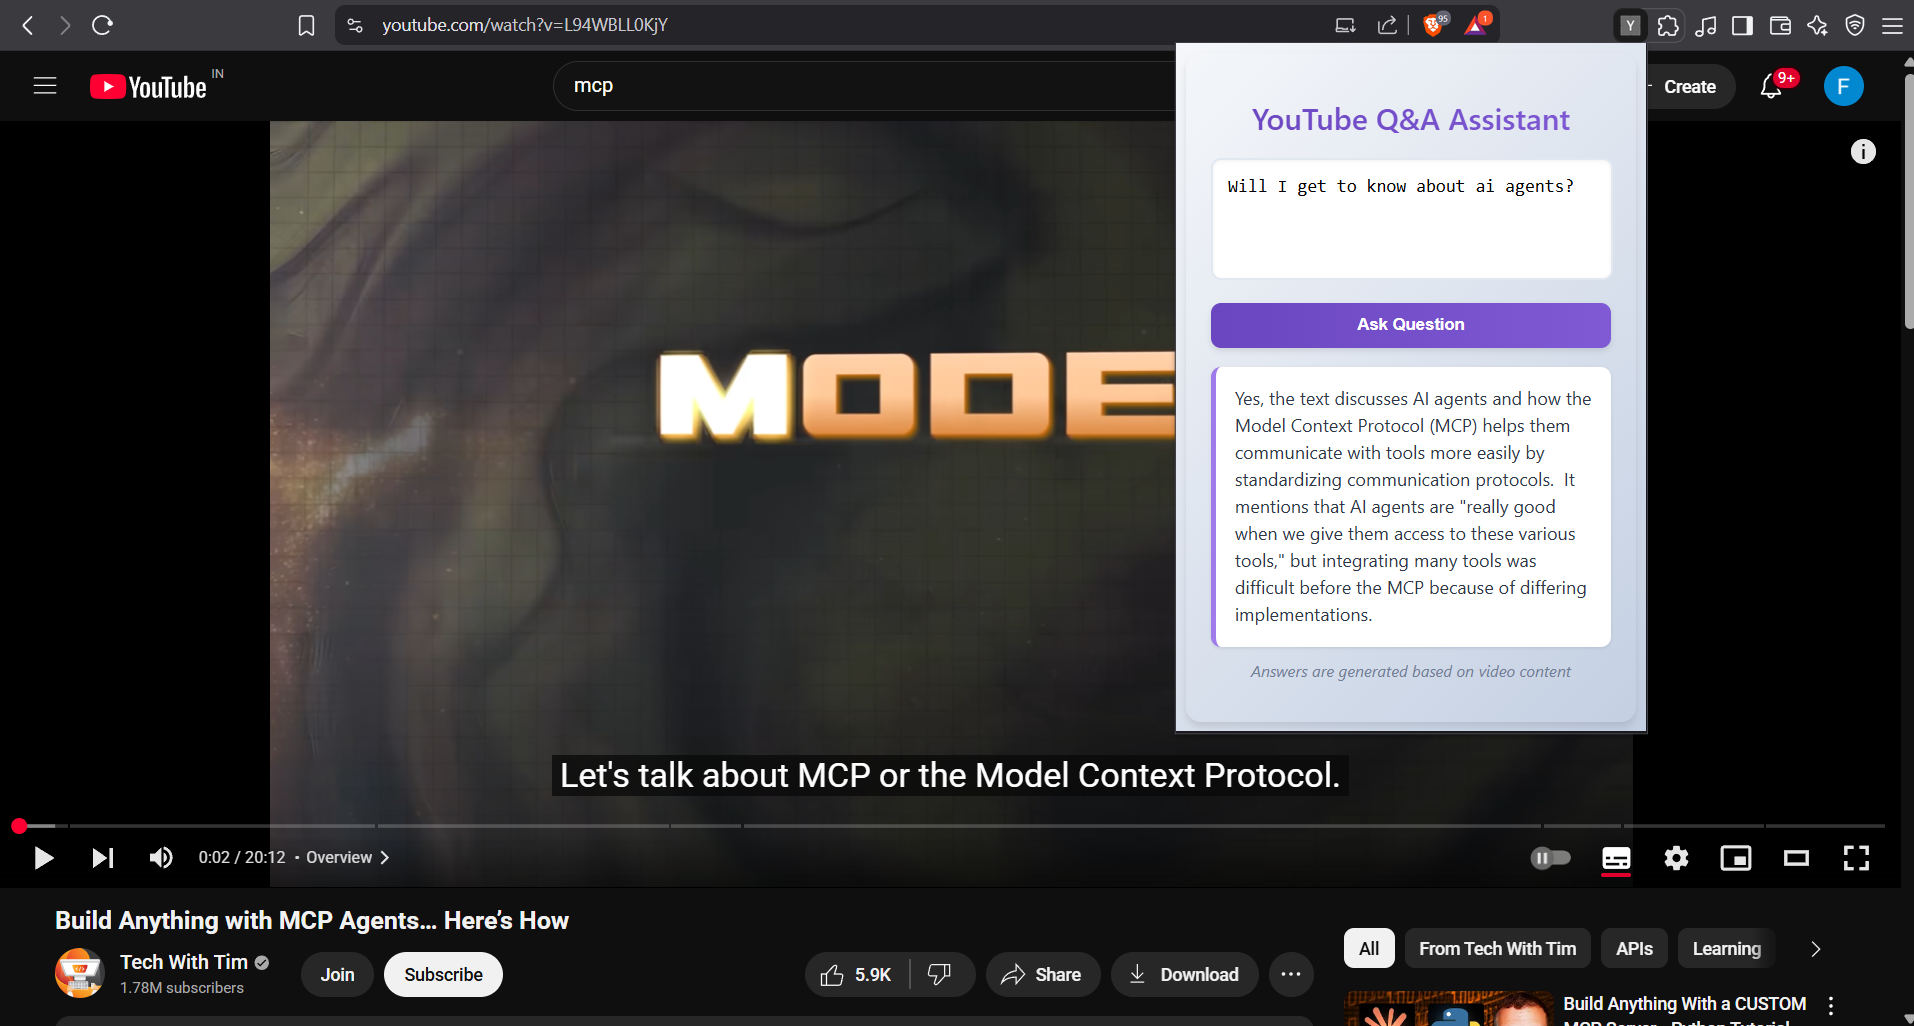 youtube.com/watch?v=L94WBLL0KjY
95
1
Y
YouTube
IN
mcp
Create
9+
F
YouTube Q&A Assistant
Will I get to know about ai agents?
Ask Question
Yes, the text discusses AI agents and how the
Model Context Protocol (MCP) helps them
communicate with tools more easily by
standardizing communication protocols.  It
mentions that AI agents are "really good
when we give them access to these various
tools," but integrating many tools was
difficult before the MCP because of differing
implementations.
Answers are generated based on video content
MODE
Let's talk about MCP or the Model Context Protocol.
0:02 / 20:12 • Overview
Build Anything with MCP Agents… Here’s How
Tech With Tim
1.78M subscribers
Join
Subscribe
5.9K
Share
Download
All
From Tech With Tim
APIs
Learning
Build Anything With a CUSTOM
MCP Server - Python Tutorial